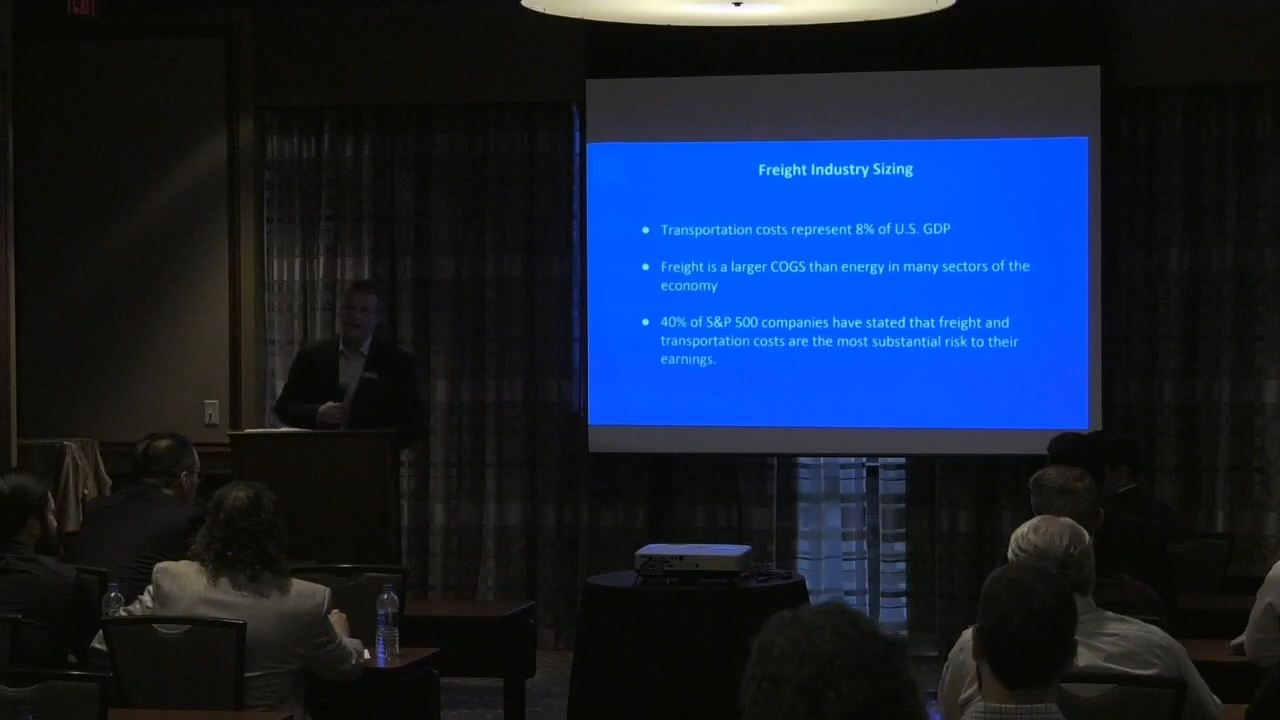 EXIT
Freight Industry Sizing
● Transportation costs represent 8% of U.S. GDP
● Freight is a larger COGS than energy in many sectors of the
economy
● 40% of S&P 500 companies have stated that freight and
transportation costs are the most substantial risk to their
earnings.